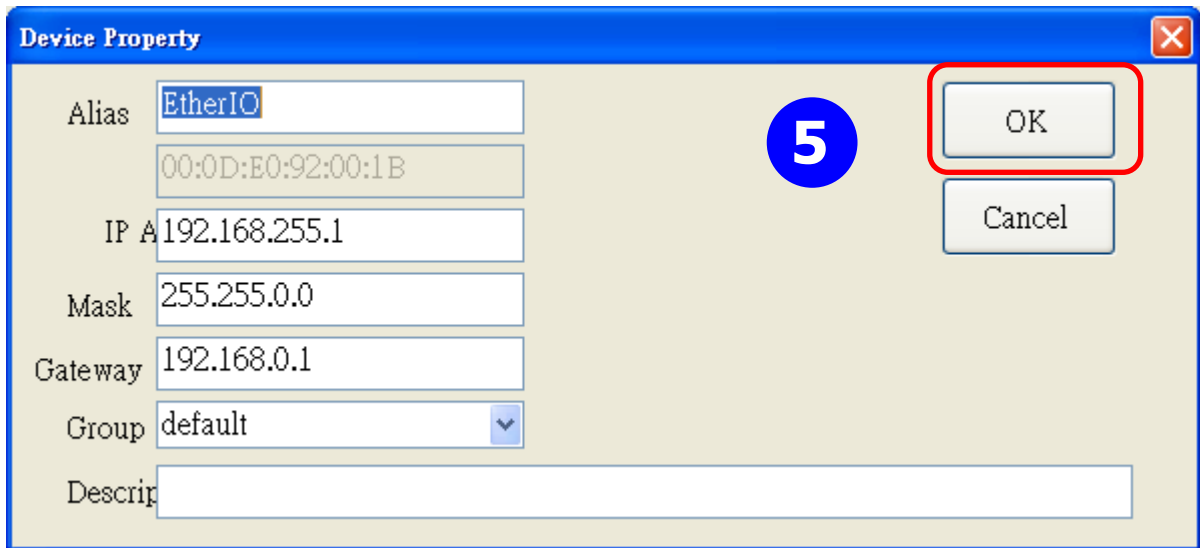 Device Property
Alias EtherIO
00:0D:E0:92:00:1B
IP A 192.168.255.1
Mask 255.255.0.0
Gateway 192.168.0.1
Group default
Descrip
5
OK
Cancel